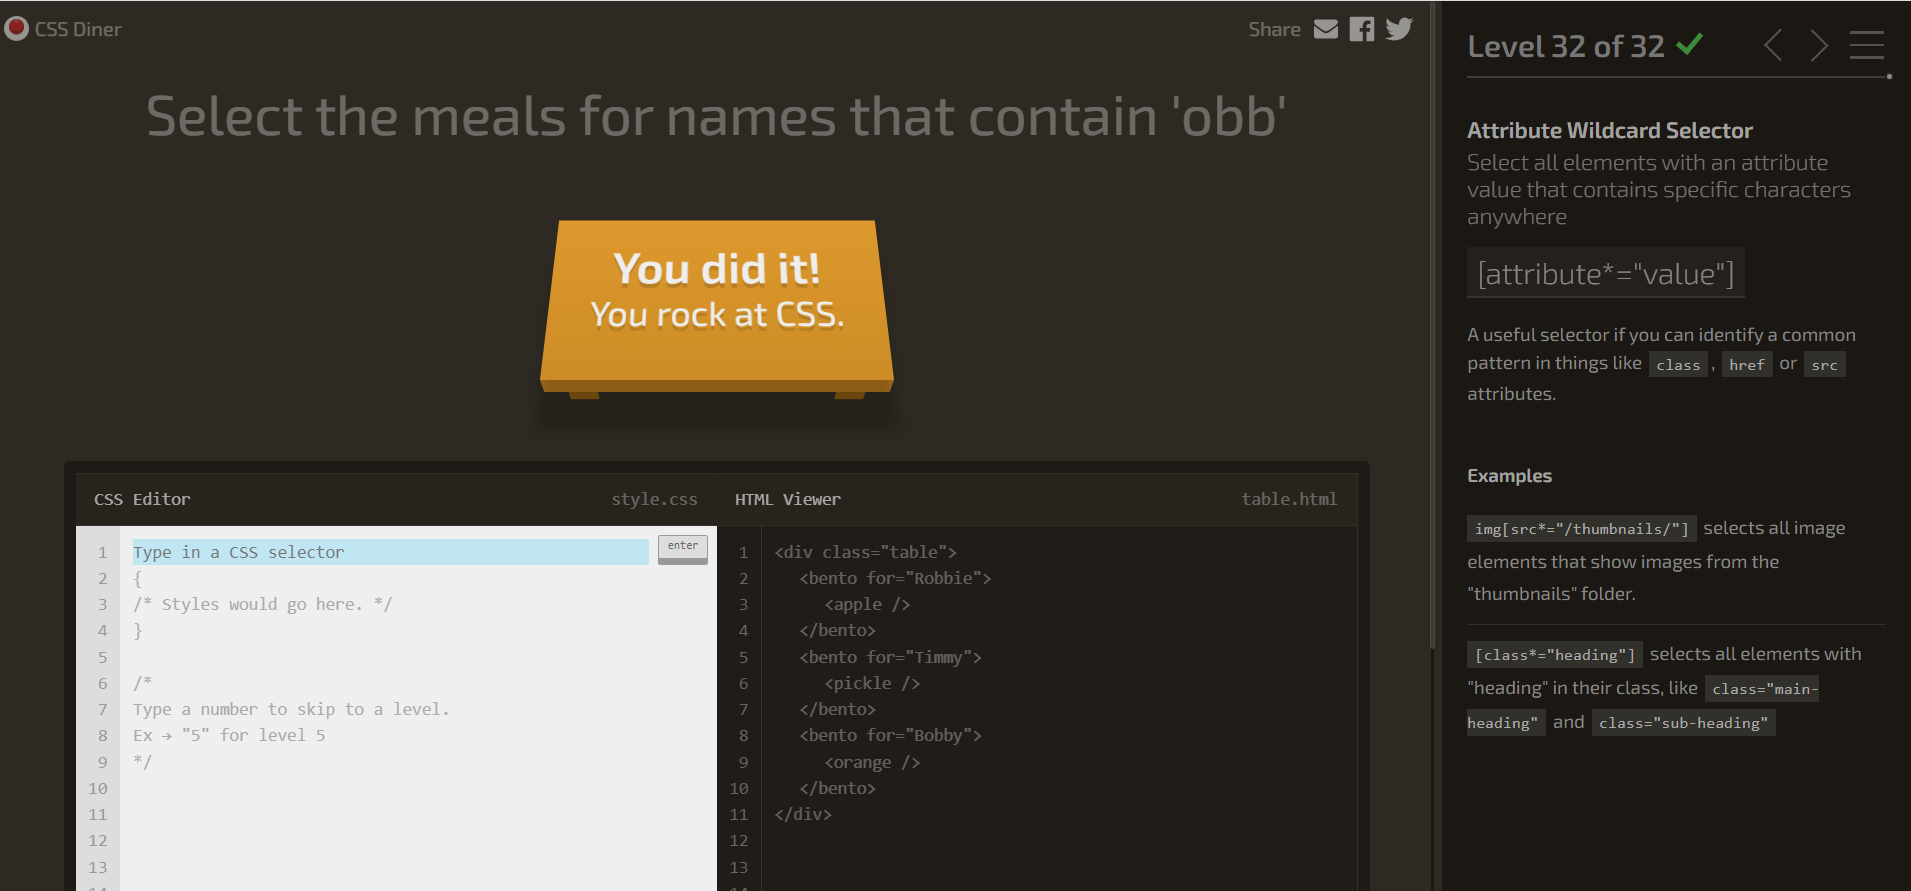 CSS Diner
Share
Select the meals for names that contain 'obb'
You did it!
You rock at CSS.
CSS Editor
style.css
1
Type in a CSS selector
enter
2
{
3
/* Styles would go here. */
4
}
5
6
/*
7
Type a number to skip to a level.
8
Ex → "5" for level 5
9
*/
10
11
12
13
14
HTML Viewer
table.html
1
<div class="table">
2
<bento for="Robbie">
3
<apple />
4
</bento>
5
<bento for="Timmy">
6
<pickle />
7
</bento>
8
<bento for="Bobby">
9
<orange />
10
</bento>
11
</div>
12
13
14
Level 32 of 32
Attribute Wildcard Selector
Select all elements with an attribute
value that contains specific characters
anywhere
[attribute*="value"]
A useful selector if you can identify a common
pattern in things like class , href or src
attributes.
Examples
img[src*="/thumbnails/"] selects all image
elements that show images from the
"thumbnails" folder.
[class*="heading"] selects all elements with
"heading" in their class, like class="main-
heading" and class="sub-heading"